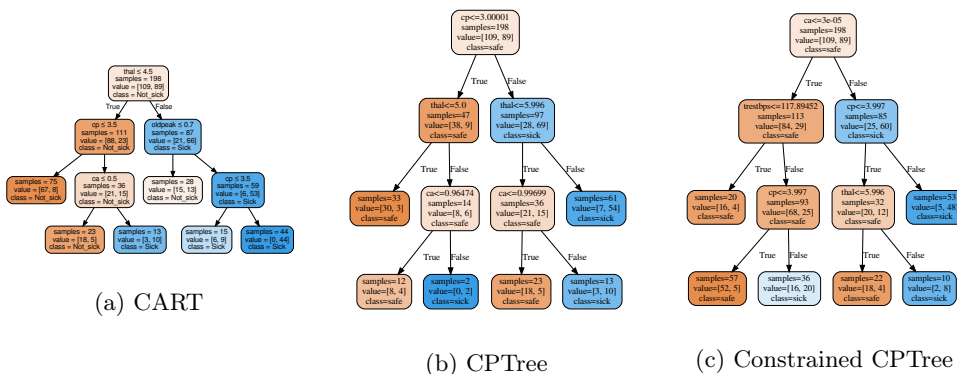 thal ≤ 4.5
samples = 198
value = [109, 89]
class = Not_sick
True
False
cp ≤ 3.5
samples = 111
value = [88, 23]
class = Not_sick
oldpeak ≤ 0.7
samples = 87
value = [21, 66]
class = Sick
samples = 75
value = [67, 8]
class = Not_sick
ca ≤ 0.5
samples = 36
value = [21, 15]
class = Not_sick
samples = 28
value = [15, 13]
class = Not_sick
cp ≤ 3.5
samples = 59
value = [6, 53]
class = Sick
samples = 23
value = [18, 5]
class = Not_sick
samples = 13
value = [3, 10]
class = Sick
samples = 15
value = [6, 9]
class = Sick
samples = 44
value = [0, 44]
class = Sick
(a) CART
cp<=3.00001
samples=198
value=[109, 89]
class=safe
True
False
thal<=5.0
samples=47
value=[38, 9]
class=safe
thal<=5.996
samples=97
value=[28, 69]
class=safe
True
False
True
False
samples=33
value=[30, 3]
class=safe
ca<=0.96474
samples=14
value=[8, 6]
class=safe
ca<=0.99699
samples=36
value=[21, 15]
class=safe
samples=61
value=[7, 54]
class=sick
True
False
True
False
samples=12
value=[8, 4]
class=safe
samples=2
value=[0, 2]
class=sick
samples=23
value=[18, 5]
class=safe
samples=13
value=[3, 10]
class=sick
(b) CPTree
ca<=3e-05
samples=198
value=[109, 89]
class=safe
True
False
trestbps<=117.89452
samples=113
value=[84, 29]
class=safe
cp<=3.997
samples=85
value=[25, 60]
class=safe
True
False
True
False
samples=20
value=[16, 4]
class=safe
cp<=3.997
samples=93
value=[68, 25]
class=safe
thal<=5.996
samples=32
value=[20, 12]
class=safe
samples=53
value=[5, 48]
class=sick
True
False
True
False
samples=57
value=[52, 5]
class=safe
samples=36
value=[16, 20]
class=sick
samples=22
value=[18, 4]
class=safe
samples=10
value=[2, 8]
class=sick
(c) Constrained CPTree